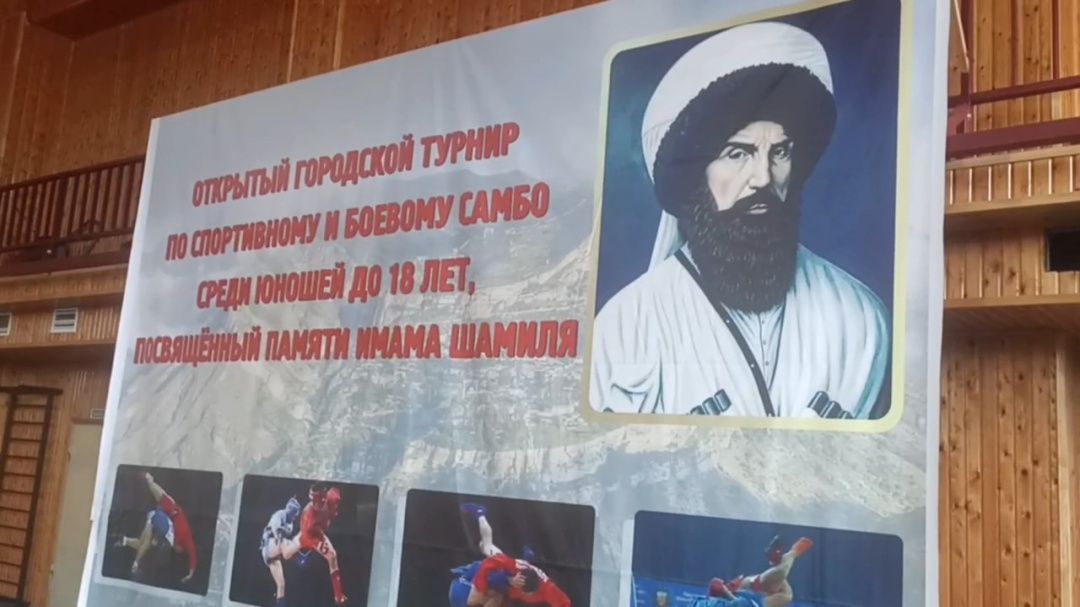 ОТКРЫТЫЙ ГОРОДСКОЙ ТУРНИР
ПО СПОРТИВНОМУ И БОЕВОМУ САМБО
СРЕДИ ЮНОШЕЙ ДО 18 ЛЕТ,
ПОСВЯЩЁННЫЙ ПАМЯТИ ИМАМА ШАМИЛЯ